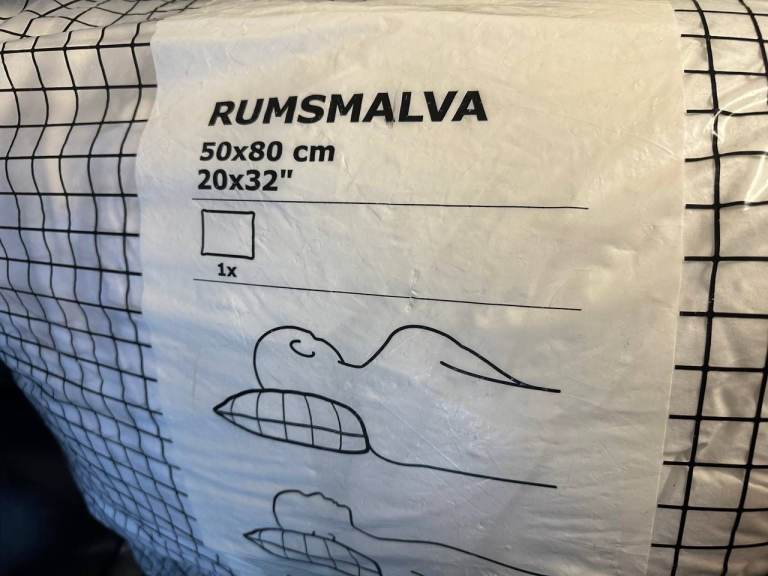 RUMSMALVA
50x80 cm
20x32"
1x